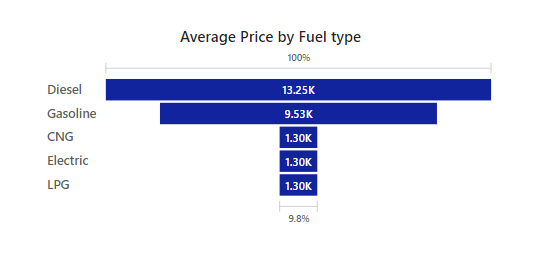 Average Price by Fuel type
100%
Diesel 13.25K
Gasoline 9.53K
CNG 1.30K
Electric 1.30K
LPG 1.30K
9.8%